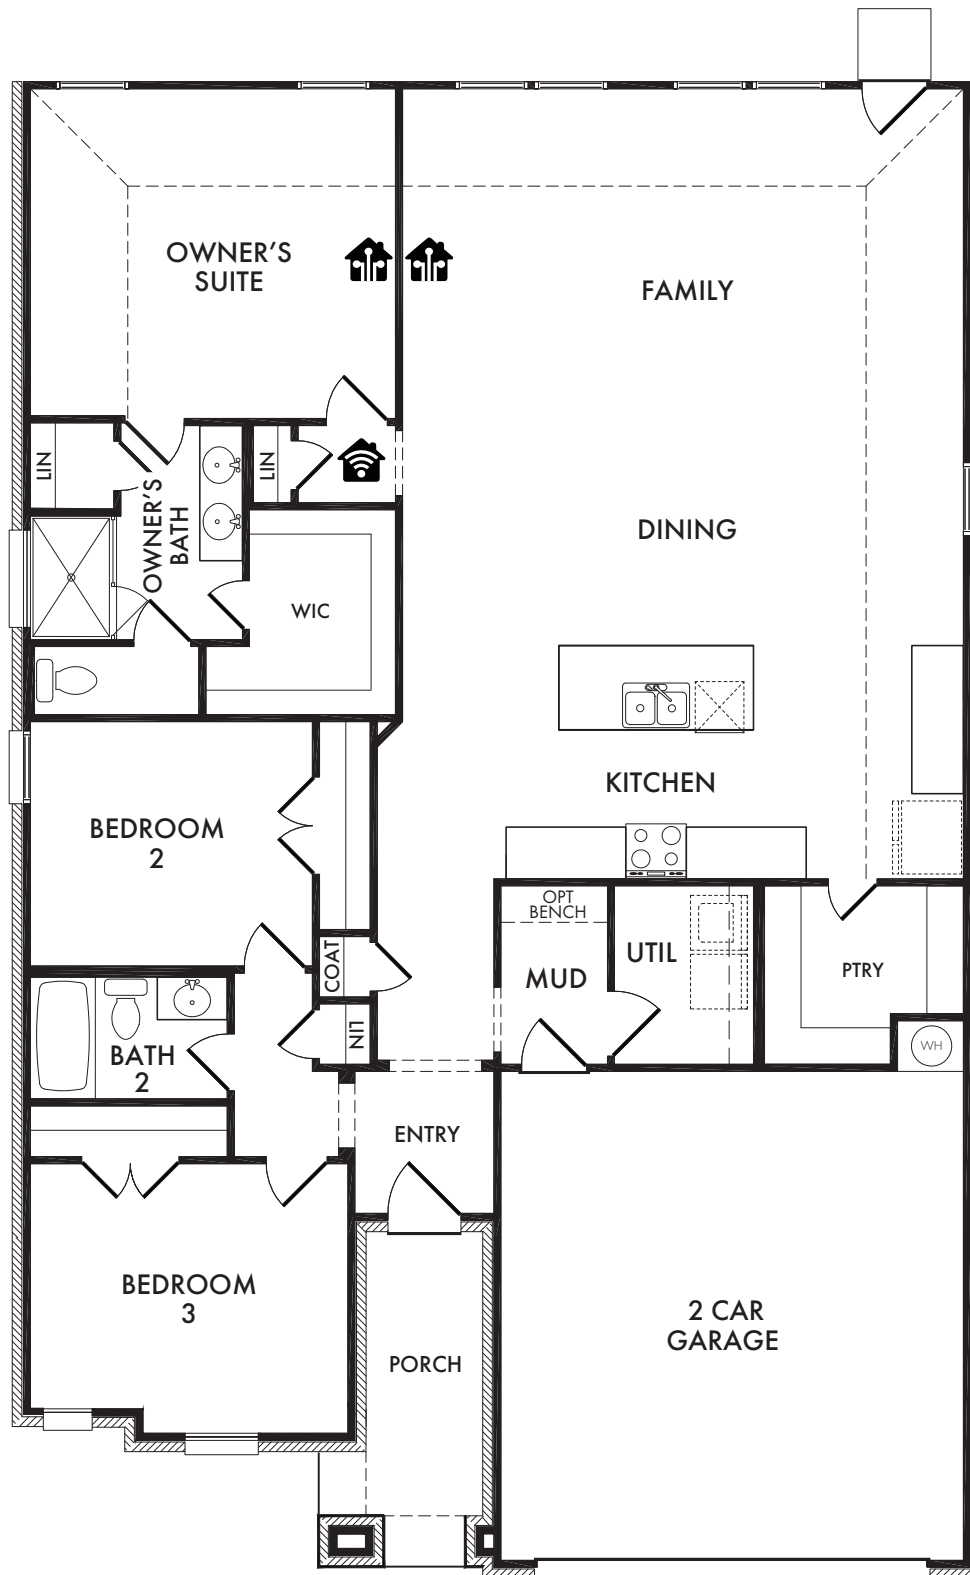 OWNER'S
SUITE
FAMILY
LIN
LIN
OWNER'S
BATH
DINING
WIC
KITCHEN
BEDROOM
2
OPT
BENCH
COAT
MUD
UTIL
PTRY
LIN
BATH
2
WH
ENTRY
BEDROOM
3
2 CAR
GARAGE
PORCH